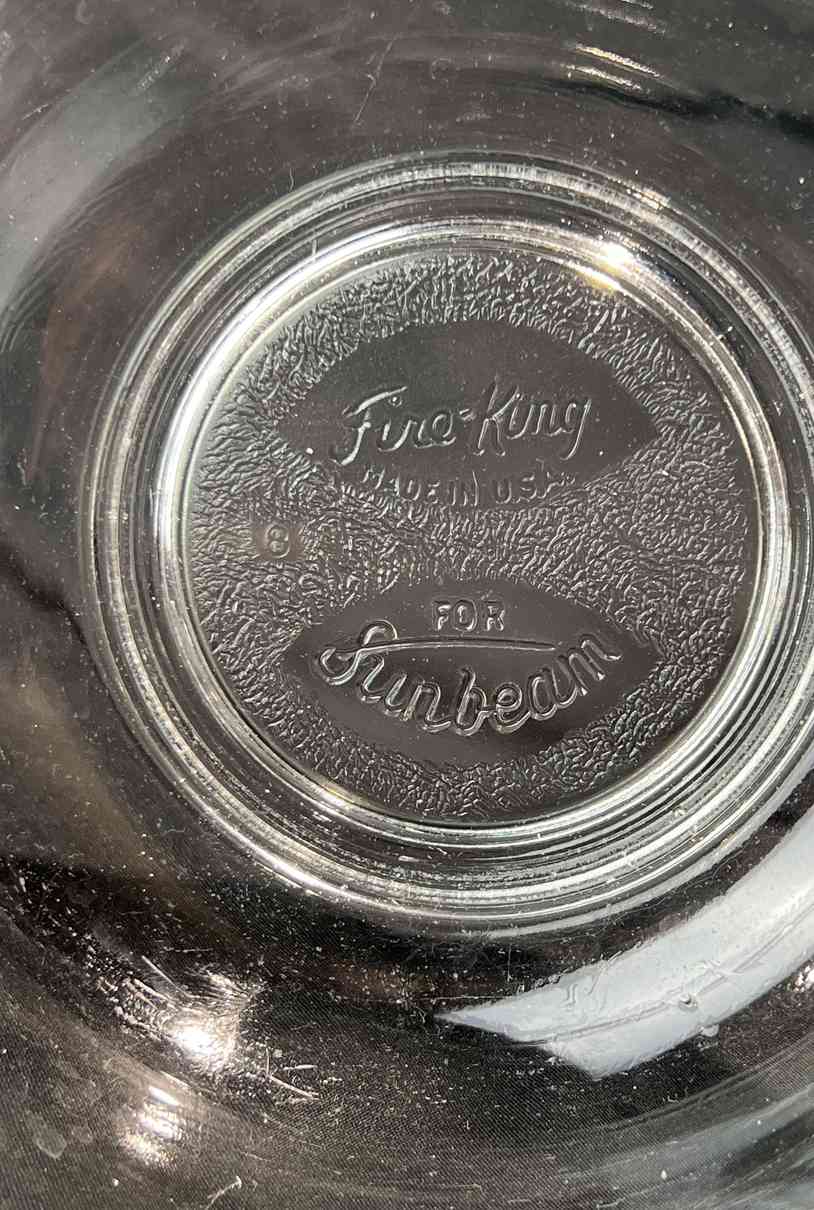 Fire-King
MADE IN U.S.A.
8
FOR
Sunbeam